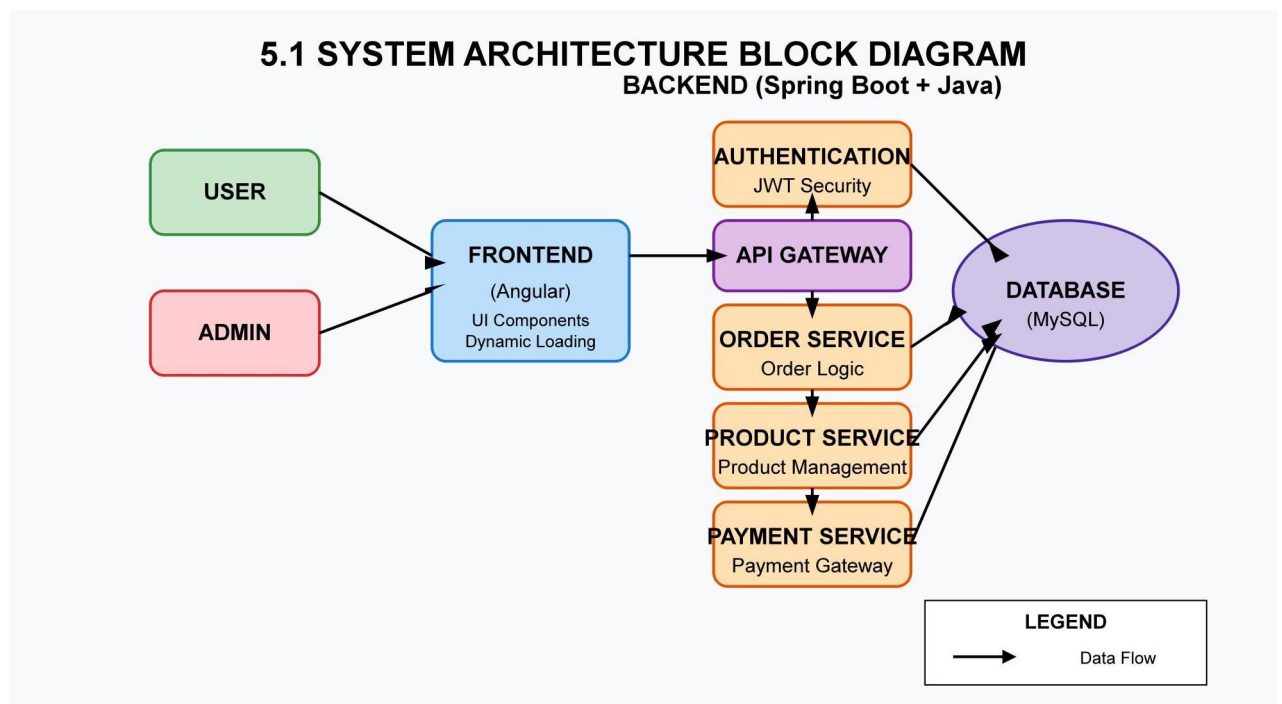 5.1 SYSTEM ARCHITECTURE BLOCK DIAGRAM
BACKEND (Spring Boot + Java)
USER
ADMIN
FRONTEND
(Angular)
UI Components
Dynamic Loading
AUTHENTICATION
JWT Security
API GATEWAY
ORDER SERVICE
Order Logic
PRODUCT SERVICE
Product Management
PAYMENT SERVICE
Payment Gateway
DATABASE
(MySQL)
LEGEND
Data Flow